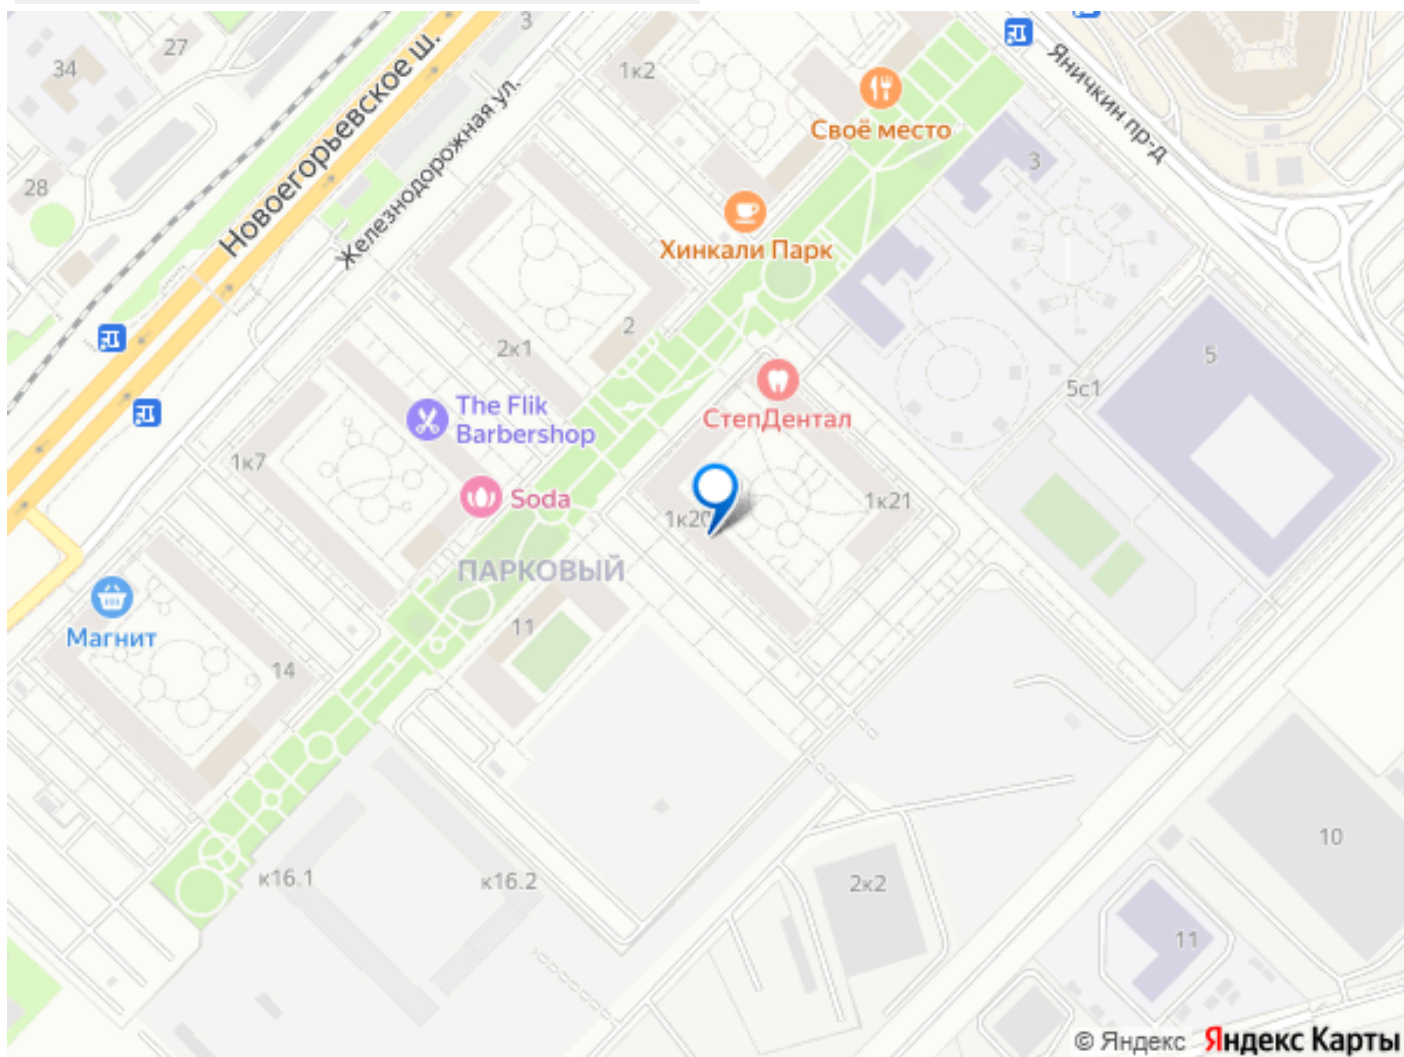 3
27
34
1к2
Новоегорьевское ш.
Железнодорожная ул.
Яничкин пр-д
Своё место
3
28
Хинкали Парк
2
2к1
5
5с1
The Flik
Barbershop
СтепДентал
1к7
Soda
1к20
1к21
ПАРКОВЫЙ
Магнит
11
14
10
к16.1
к16.2
2к2
11
© Яндекс Яндекс Карты